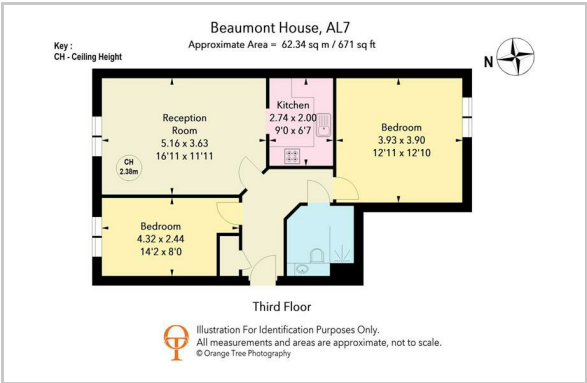 Beaumont House, AL7
Approximate Area = 62.34 sq m / 671 sq ft
Key :
CH - Ceiling Height
N
Reception
Room
5.16 x 3.63
16'11 x 11'11
CH
2.38m
Kitchen
2.74 x 2.00
9'0 x 6'7
Bedroom
3.93 x 3.90
12'11 x 12'10
Bedroom
4.32 x 2.44
14'2 x 8'0
Third Floor
Illustration For Identification Purposes Only.
All measurements and areas are approximate, not to scale.
© Orange Tree Photography